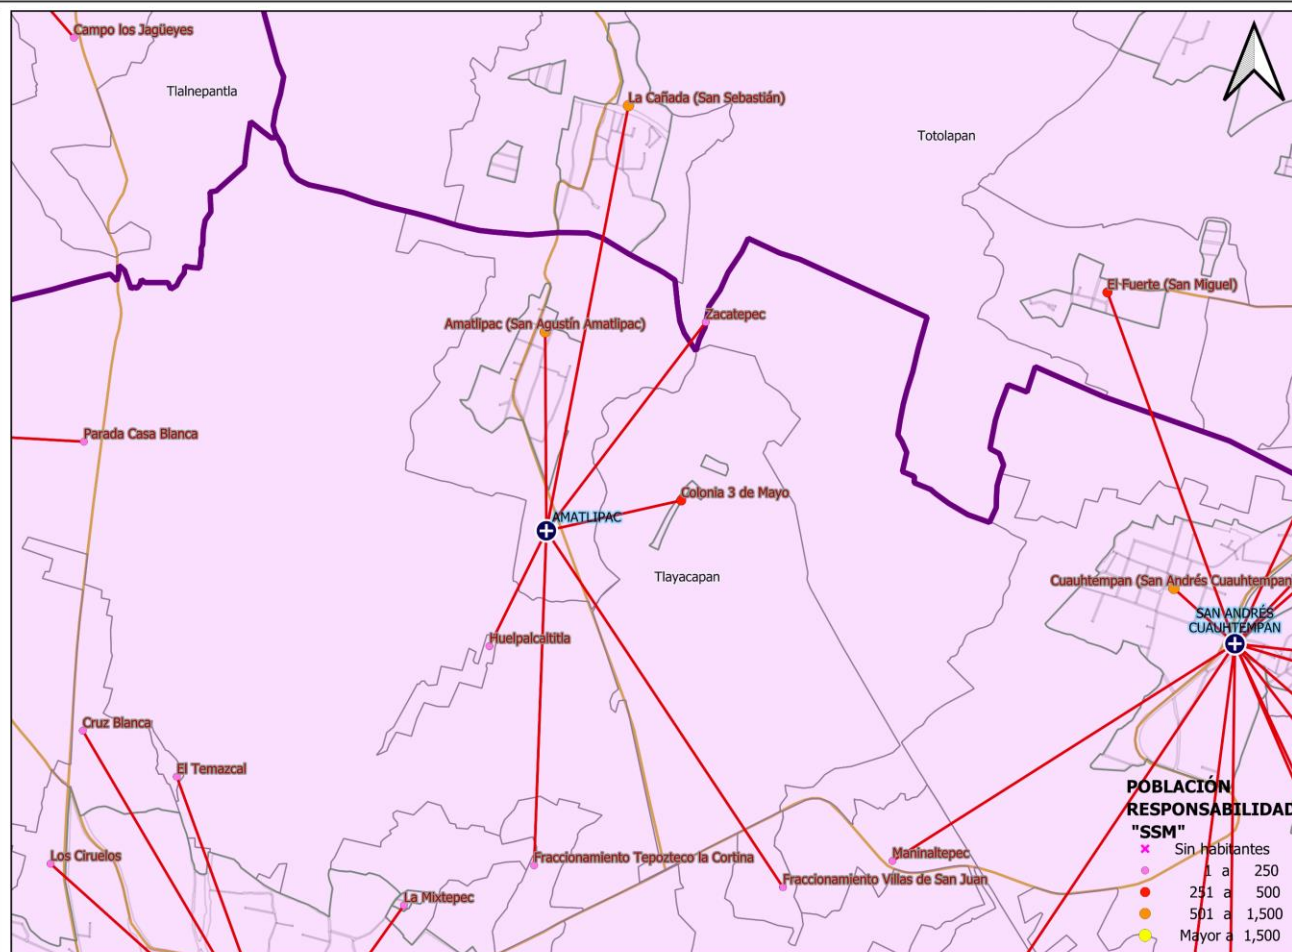 Campo los Jagüeyes
Tlalnepantla
La Cañada (San Sebastián)
Totolapan
El Fuerte (San Miguel)
Zacatepec
Amatlipac (San Agustín Amatlipac)
Parada Casa Blanca
Colonia 3 de Mayo
AMATLIPAC
Tlayacapan
Cuauhtémpan (San Andrés Cuauhtempan)
SAN ANDRÉS
CUAUHTEMPAN
Huelpalcaltitla
Cruz Blanca
El Temazcal
Los Ciruelos
Fraccionamiento Tepozteco la Cortina
Maninaltepec
Fraccionamiento Villas de San Juan
La Mixtepec
POBLACIÓN
RESPONSABILIDAD
"SSM"
Sin habitantes
1 a 250
251 a 500
501 a 1,500
Mayor a 1,500